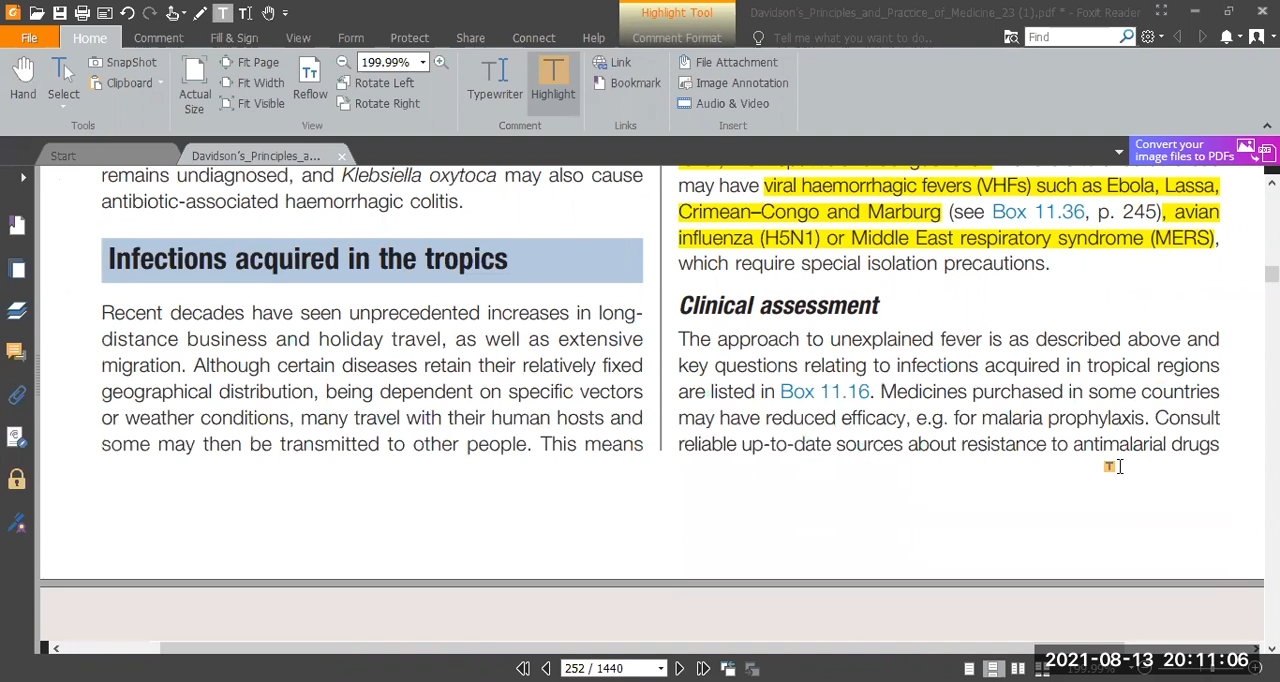 Highlight Tool
Davidson's_Principles_and_Practice_of_Medicine_23 (1).pdf * - Foxit Reader
File Home Comment Fill & Sign View Form Protect Share Connect Help Comment Format Tell me what you want to do.. Find
Hand
Select
SnapShot
Clipboard
Tools
Actual
Size
Fit Page
Fit Width
Fit Visible
Reflow
199.99%
Rotate Left
Rotate Right
View
Typewriter
Highlight
Comment
Link
Bookmark
Links
File Attachment
Image Annotation
Audio & Video
Insert
Start
Davidson's_Principles_a...
Convert your
image files to PDFs
remains undiagnosed, and Klebsiella oxytoca may also cause
antibiotic-associated haemorrhagic colitis.
Infections acquired in the tropics
Recent decades have seen unprecedented increases in long-
distance business and holiday travel, as well as extensive
migration. Although certain diseases retain their relatively fixed
geographical distribution, being dependent on specific vectors
or weather conditions, many travel with their human hosts and
some may then be transmitted to other people. This means
may have viral haemorrhagic fevers (VHFs) such as Ebola, Lassa,
Crimean–Congo and Marburg (see Box 11.36, p. 245), avian
influenza (H5N1) or Middle East respiratory syndrome (MERS),
which require special isolation precautions.
Clinical assessment
The approach to unexplained fever is as described above and
key questions relating to infections acquired in tropical regions
are listed in Box 11.16. Medicines purchased in some countries
may have reduced efficacy, e.g. for malaria prophylaxis. Consult
reliable up-to-date sources about resistance to antimalarial drugs
252 / 1440
199.99%
2021-08-13 20:11:06